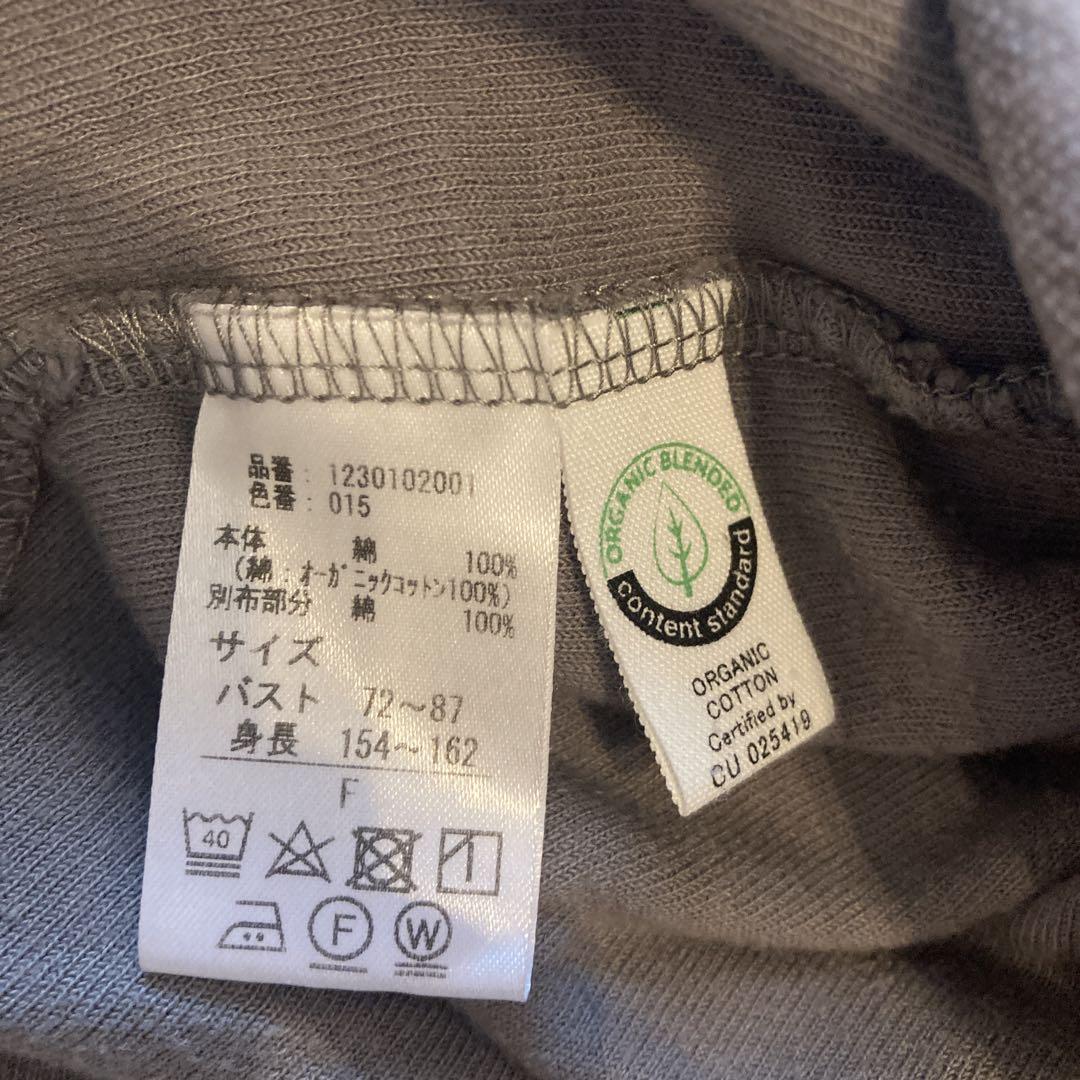 品番: 1230102001
色番: 015
本体 綿 100%
(綿:オーガニックコットン100%)
別布部分 綿 100%
サイズ
バスト 72~87
身長 154~162
F
40
F W
ORGANIC BLENDED
content standard
ORGANIC
COTTON
Certified by
CU 025419